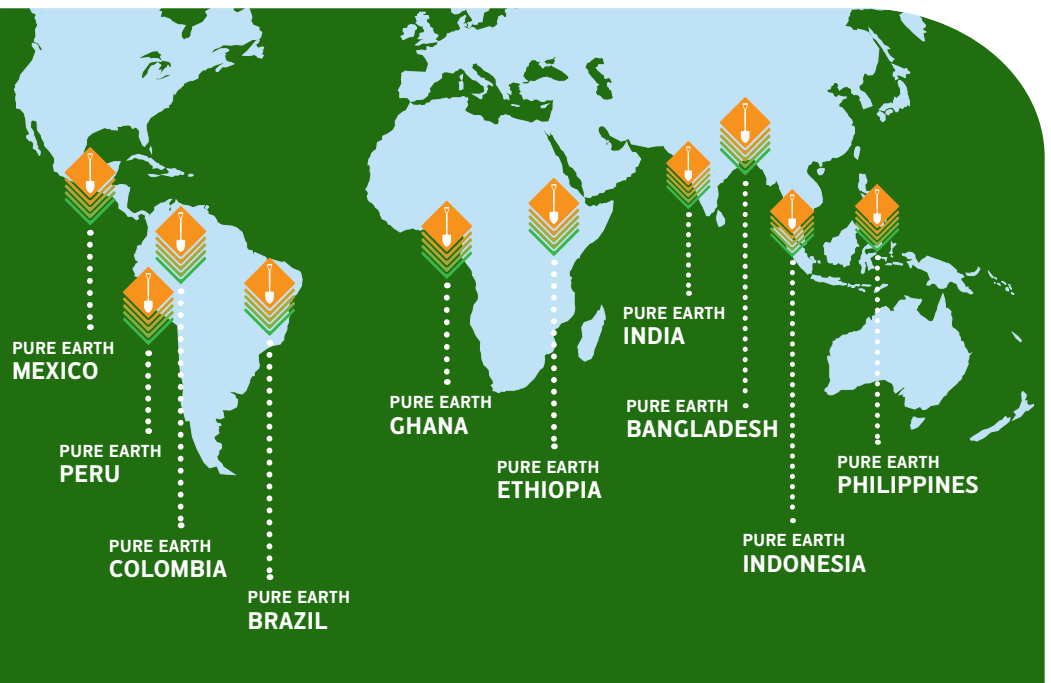 PURE EARTH
MEXICO
PURE EARTH
PERU
PURE EARTH
COLOMBIA
PURE EARTH
BRAZIL
PURE EARTH
GHANA
PURE EARTH
ETHIOPIA
PURE EARTH
INDIA
PURE EARTH
BANGLADESH
PURE EARTH
INDONESIA
PURE EARTH
PHILIPPINES